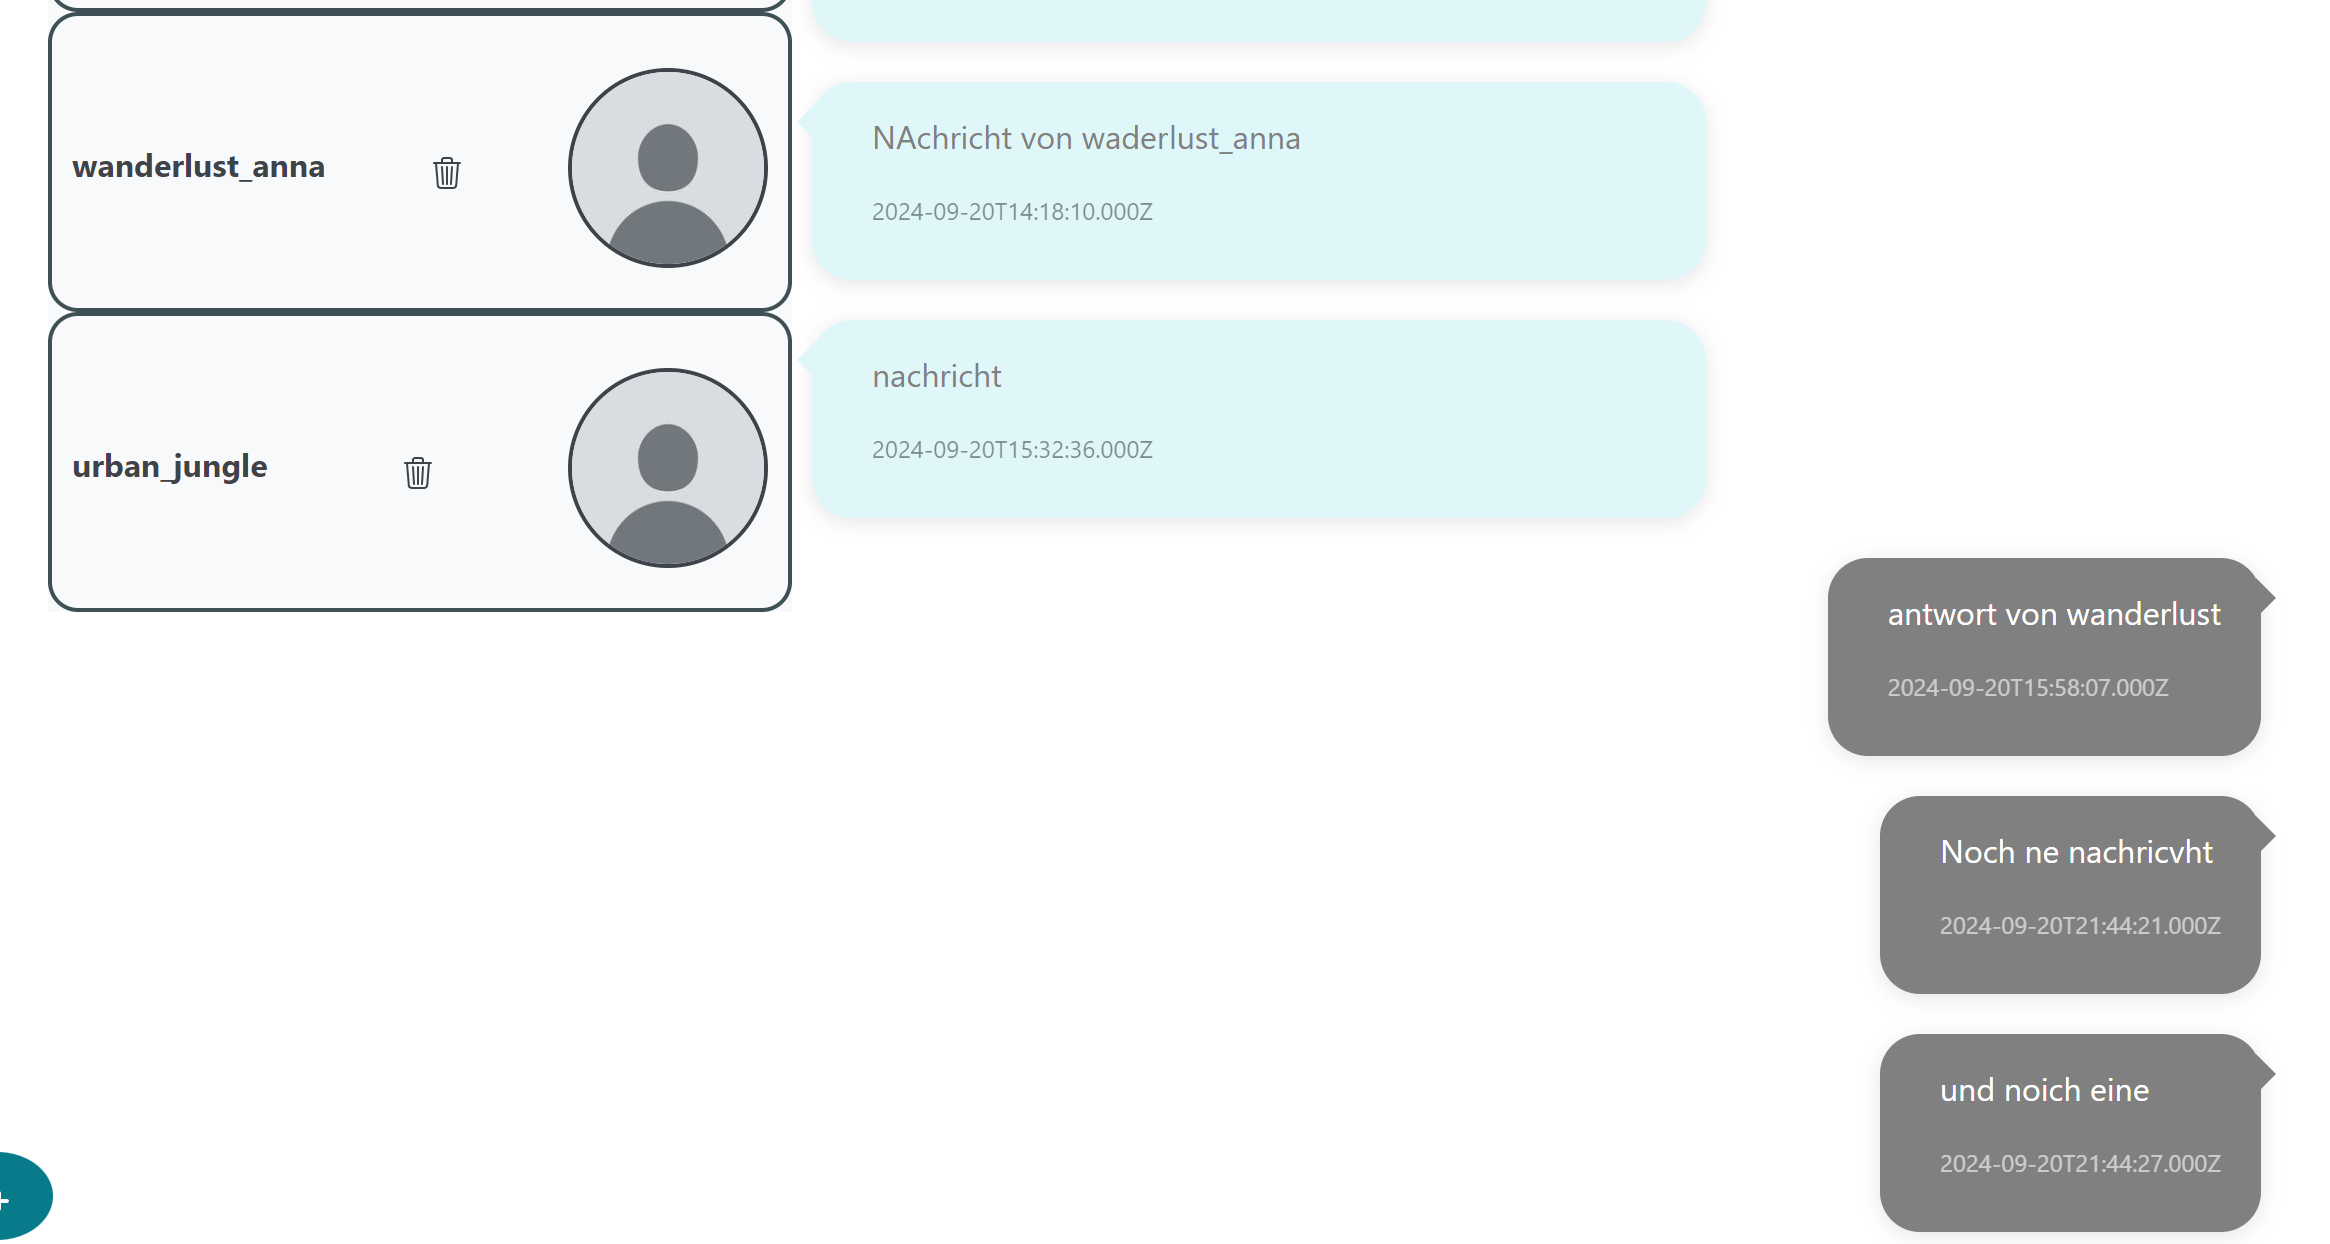 wanderlust_anna
urban_jungle
NAchricht von waderlust_anna
2024-09-20T14:18:10.000Z
nachricht
2024-09-20T15:32:36.000Z
antwort von wanderlust
2024-09-20T15:58:07.000Z
Noch ne nachricvht
2024-09-20T21:44:21.000Z
und noich eine
2024-09-20T21:44:27.000Z